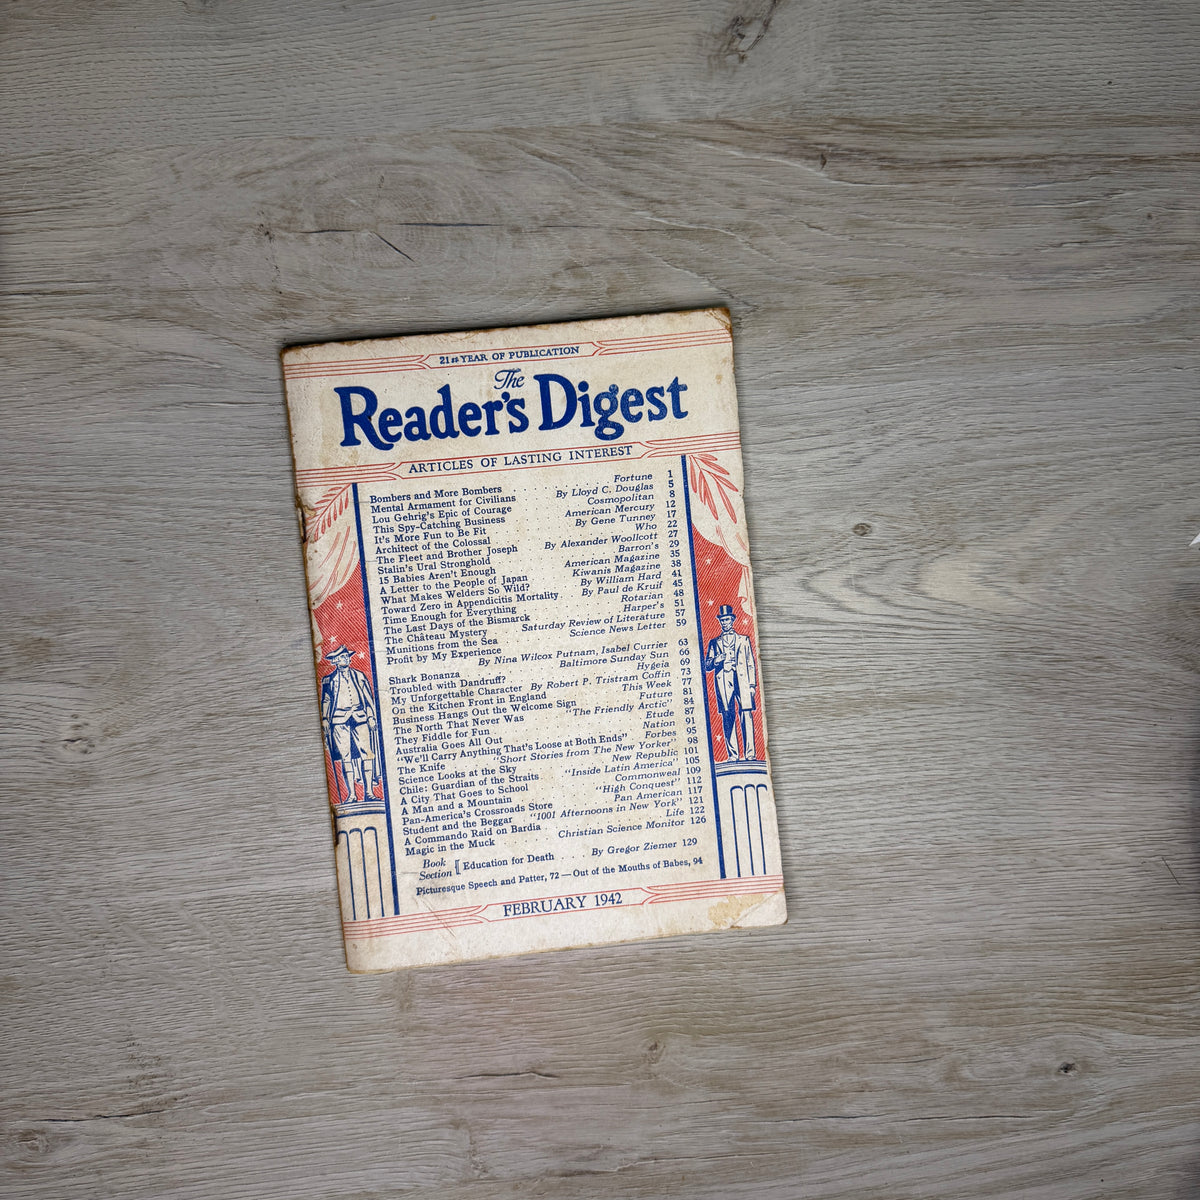 21st YEAR OF PUBLICATION
The
Reader's Digest
ARTICLES OF LASTING INTEREST
Bombers and More Bombers . . . Fortune 1
Mental Armament for Civilians . . . By Lloyd C. Douglas 5
Lou Gehrig's Epic of Courage . . . Cosmopolitan 8
This Spy-Catching Business . . . American Mercury 12
It's More Fun to Be Fit . . . By Gene Tunney 17
Architect of the Colossal . . . Who 22
The Fleet and Brother Joseph . . . By Alexander Woollcott 27
Stalin's Ural Stronghold . . . Barron's 29
15 Babies Aren't Enough . . . American Magazine 35
A Letter to the People of Japan . . . Kiwanis Magazine 38
What Makes Welders So Wild? . . . By William Hard 41
Toward Zero in Appendicitis Mortality . By Paul de Kruif 45
Time Enough for Everything . . . Rotarian 48
The Last Days of the Bismarck . . . Harper's 51
The Château Mystery . . . Saturday Review of Literature 57
Munitions from the Sea . . . Science News Letter 59
Profit by My Experience
By Nina Wilcox Putnam, Isabel Currier 63
Shark Bonanza . . . Baltimore Sunday Sun 66
Troubled with Dandruff? . . . Hygeia 69
My Unforgettable Character . By Robert P. Tristram Coffin 73
On the Kitchen Front in England . . . This Week 77
Business Hangs Out the Welcome Sign . . . Future 81
The North That Never Was . . . "The Friendly Arctic" 84
They Fiddle for Fun . . . Etude 87
Australia Goes All Out . . . Nation 91
"We'll Carry Anything That's Loose at Both Ends" Forbes 95
The Knife . . . "Short Stories from The New Yorker" 98
Science Looks at the Sky . . . New Republic 101
Chile: Guardian of the Straits . . . "Inside Latin America" 105
A City That Goes to School . . . Commonweal 109
A Man and a Mountain . . . "High Conquest" 112
Pan-America's Crossroads Store . . . Pan American 117
Student and the Beggar . "1001 Afternoons in New York" 121
A Commando Raid on Bardia . . . Life 122
Magic in the Muck . . . Christian Science Monitor 126
Book Section [ Education for Death . . . . By Gregor Ziemer 129
Picturesque Speech and Patter, 72 — Out of the Mouths of Babes, 94
FEBRUARY 1942